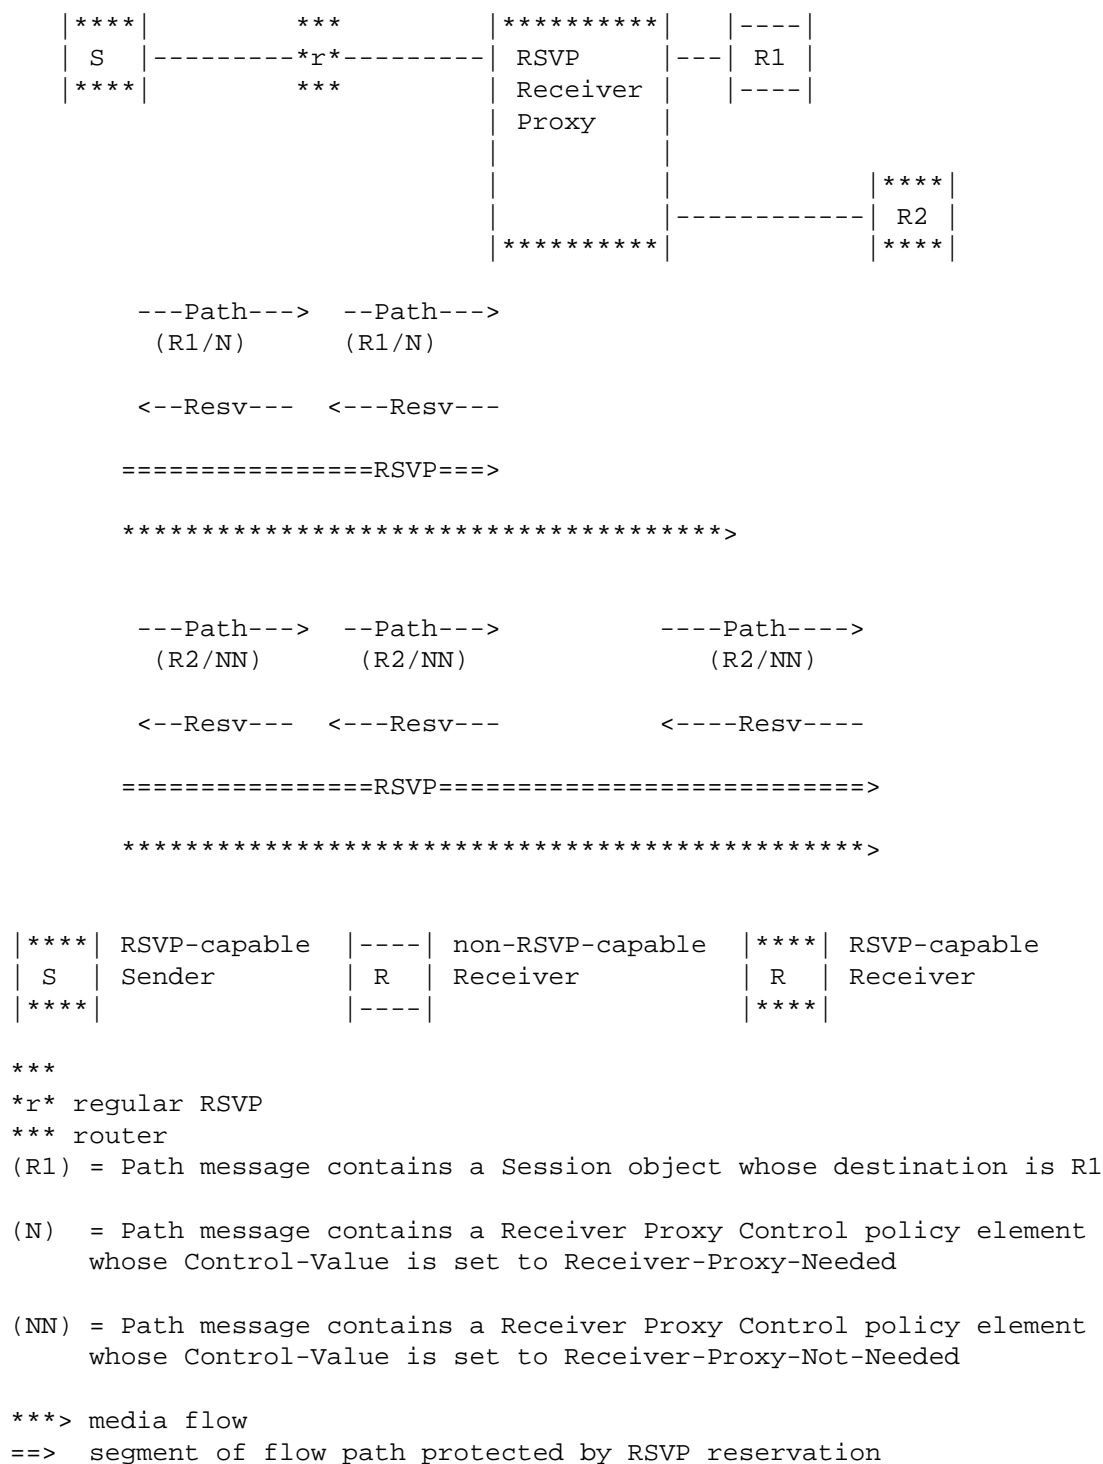 |****|         ***         |**********|   |----|
| S  |---------*r*---------| RSVP     |---| R1 |
|****|         ***         | Receiver |   |----|
                           | Proxy    |
                           |          |
                           |          |            |****|
                           |          |------------| R2 |
                           |**********|            |****|

     ---Path--->  --Path--->
      (R1/N)      (R1/N)

     <--Resv---  <---Resv---

    ================RSVP===>

    **************************************>

     ---Path--->  --Path--->          ----Path---->
      (R2/NN)      (R2/NN)               (R2/NN)

     <--Resv---  <---Resv---          <----Resv----

    ================RSVP===========================>

    ***********************************************>

|****| RSVP-capable  |----| non-RSVP-capable  |****| RSVP-capable
| S  | Sender        | R  | Receiver          | R  | Receiver
|****|               |----|                   |****|

***
*r* regular RSVP
*** router
(R1) = Path message contains a Session object whose destination is R1
(N)  = Path message contains a Receiver Proxy Control policy element
     whose Control-Value is set to Receiver-Proxy-Needed
(NN) = Path message contains a Receiver Proxy Control policy element
     whose Control-Value is set to Receiver-Proxy-Not-Needed
***> media flow
==>  segment of flow path protected by RSVP reservation